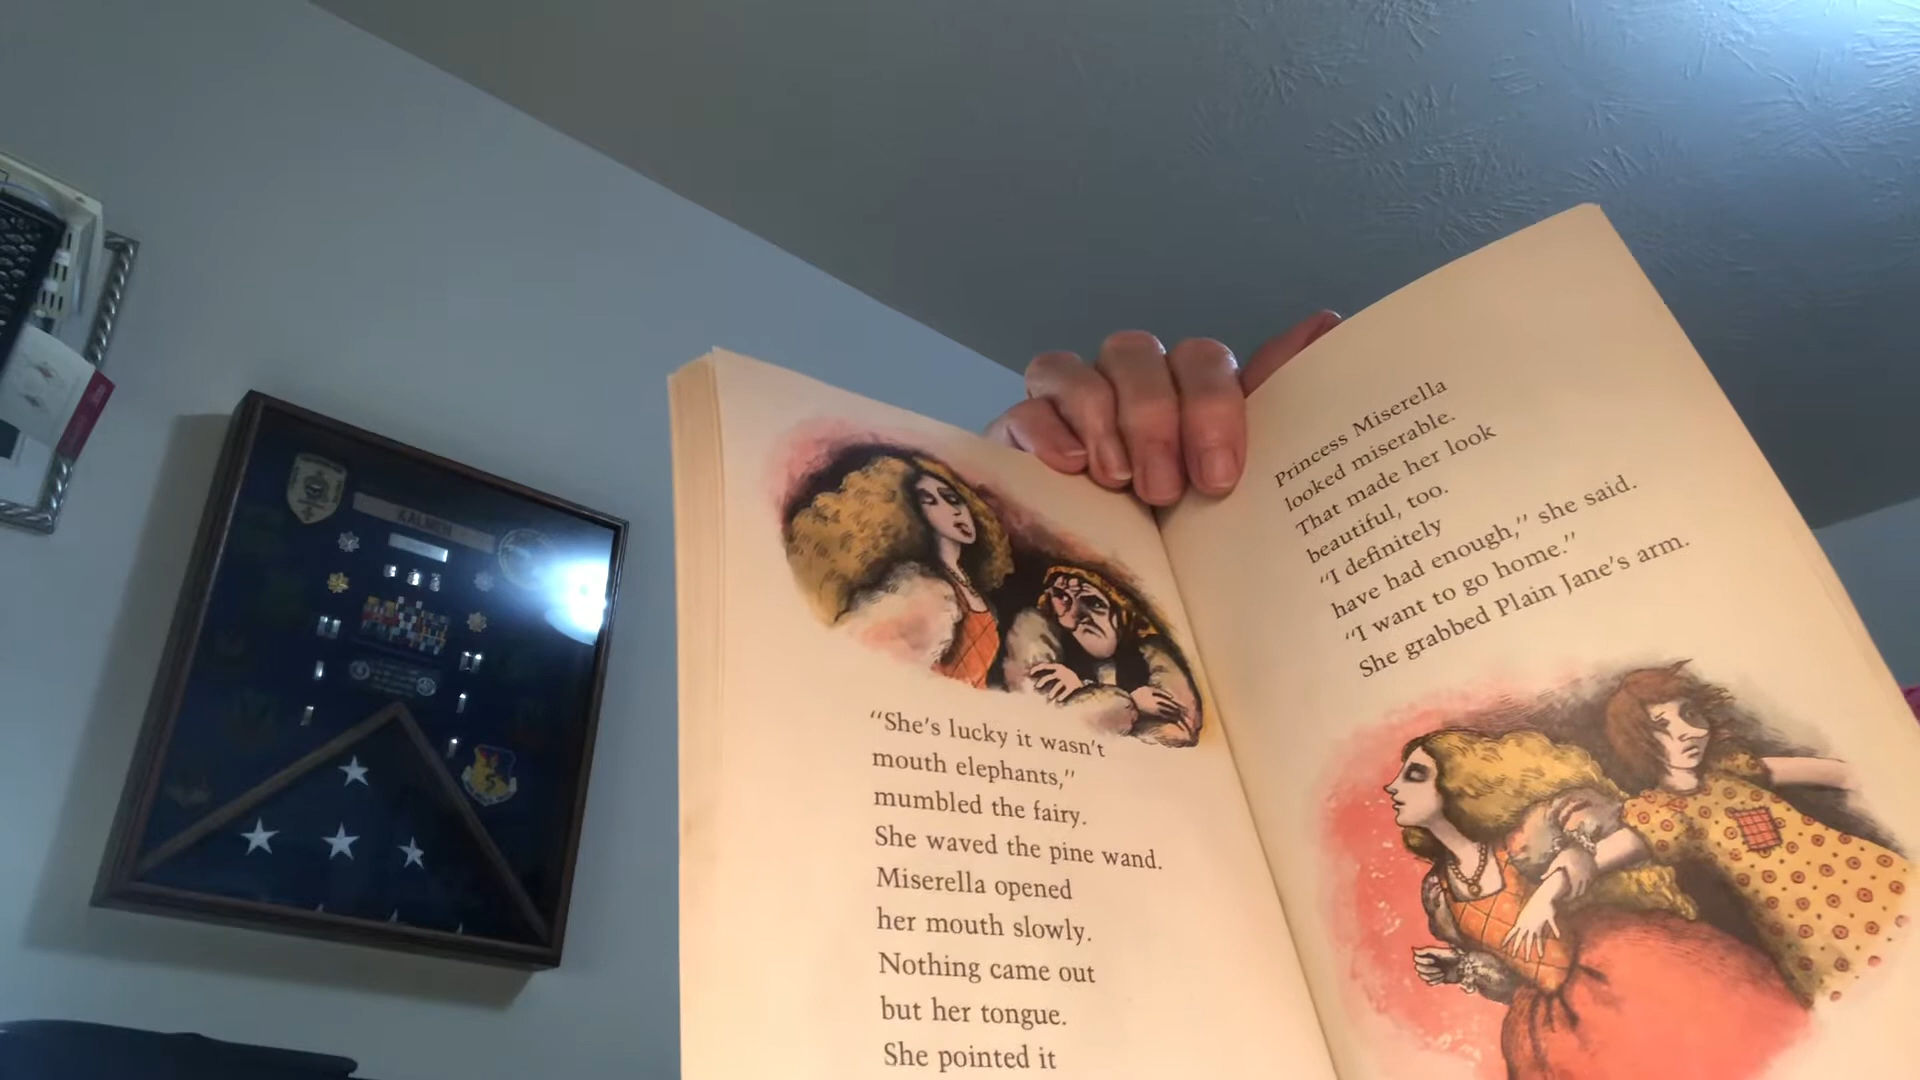 "She's lucky it wasn't
mouth elephants,"
mumbled the fairy.
She waved the pine wand.
Miserella opened
her mouth slowly.
Nothing came out
but her tongue.
She pointed it
Princess Miserella
looked miserable.
That made her look
beautiful, too.
"I definitely
have had enough," she said.
"I want to go home."
She grabbed Plain Jane's arm.